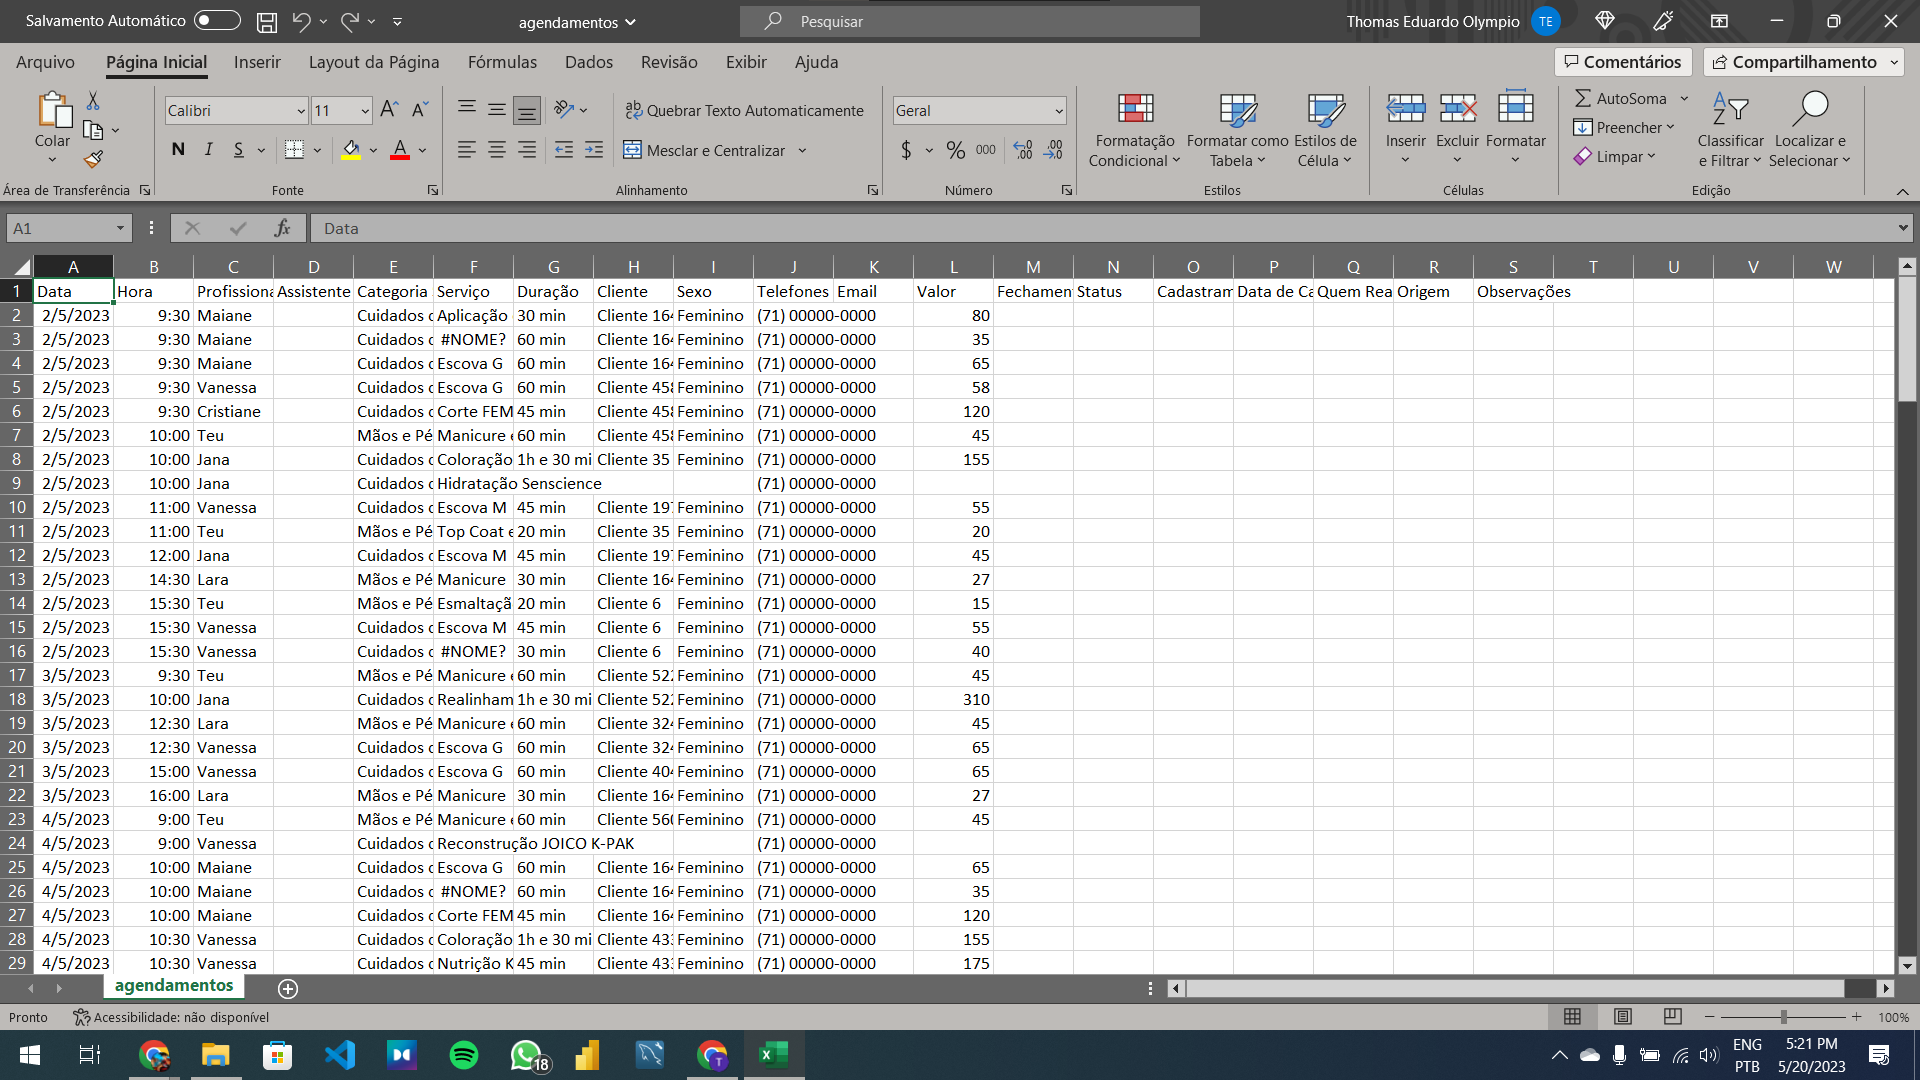 Salvamento Automático
agendamentos
Pesquisar
Thomas Eduardo Olympio
TE
Arquivo
Página Inicial
Inserir
Layout da Página
Fórmulas
Dados
Revisão
Exibir
Ajuda
Comentários
Compartilhamento
Colar
Área de Transferência
Calibri
11
A
A
N
I
S
A
Fonte
Quebrar Texto Automaticamente
Mesclar e Centralizar
Alinhamento
Geral
$
%
000
Número
Formatação Condicional
Formatar como Tabela
Estilos de Célula
Estilos
Inserir
Excluir
Formatar
Células
AutoSoma
Preencher
Limpar
Classificar e Filtrar
Localizar e Selecionar
Edição
A1
fx
Data
A B C D E F G H I J K L M N O P Q R S T U V W
1 Data Hora Profissiona Assistente Categoria Serviço Duração Cliente Sexo Telefones Email Valor Fechamen Status Cadastram Data de Ca Quem Rea Origem Observações
2 2/5/2023 9:30 Maiane Cuidados c Aplicação 30 min Cliente 164 Feminino (71) 00000-0000 80
3 2/5/2023 9:30 Maiane Cuidados c #NOME? 60 min Cliente 164 Feminino (71) 00000-0000 35
4 2/5/2023 9:30 Maiane Cuidados c Escova G 60 min Cliente 164 Feminino (71) 00000-0000 65
5 2/5/2023 9:30 Vanessa Cuidados c Escova G 60 min Cliente 458 Feminino (71) 00000-0000 58
6 2/5/2023 9:30 Cristiane Cuidados c Corte FEM 45 min Cliente 458 Feminino (71) 00000-0000 120
7 2/5/2023 10:00 Teu Mãos e Pé Manicure e 60 min Cliente 458 Feminino (71) 00000-0000 45
8 2/5/2023 10:00 Jana Cuidados c Coloração 1h e 30 mi Cliente 35 Feminino (71) 00000-0000 155
9 2/5/2023 10:00 Jana Cuidados c Hidratação Senscience (71) 00000-0000
10 2/5/2023 11:00 Vanessa Cuidados c Escova M 45 min Cliente 197 Feminino (71) 00000-0000 55
11 2/5/2023 11:00 Teu Mãos e Pé Top Coat e 20 min Cliente 35 Feminino (71) 00000-0000 20
12 2/5/2023 12:00 Jana Cuidados c Escova M 45 min Cliente 197 Feminino (71) 00000-0000 45
13 2/5/2023 14:30 Lara Mãos e Pé Manicure 30 min Cliente 164 Feminino (71) 00000-0000 27
14 2/5/2023 15:30 Teu Mãos e Pé Esmaltaçã 20 min Cliente 6 Feminino (71) 00000-0000 15
15 2/5/2023 15:30 Vanessa Cuidados c Escova M 45 min Cliente 6 Feminino (71) 00000-0000 55
16 2/5/2023 15:30 Vanessa Cuidados c #NOME? 30 min Cliente 6 Feminino (71) 00000-0000 40
17 3/5/2023 9:30 Teu Mãos e Pé Manicure e 60 min Cliente 522 Feminino (71) 00000-0000 45
18 3/5/2023 10:00 Jana Cuidados c Realinham 1h e 30 mi Cliente 522 Feminino (71) 00000-0000 310
19 3/5/2023 12:30 Lara Mãos e Pé Manicure e 60 min Cliente 324 Feminino (71) 00000-0000 45
20 3/5/2023 12:30 Vanessa Cuidados c Escova G 60 min Cliente 324 Feminino (71) 00000-0000 65
21 3/5/2023 15:00 Vanessa Cuidados c Escova G 60 min Cliente 404 Feminino (71) 00000-0000 65
22 3/5/2023 16:00 Lara Mãos e Pé Manicure 30 min Cliente 164 Feminino (71) 00000-0000 27
23 4/5/2023 9:00 Teu Mãos e Pé Manicure e 60 min Cliente 560 Feminino (71) 00000-0000 45
24 4/5/2023 9:00 Vanessa Cuidados c Reconstrução JOICO K-PAK (71) 00000-0000
25 4/5/2023 10:00 Maiane Cuidados c Escova G 60 min Cliente 164 Feminino (71) 00000-0000 65
26 4/5/2023 10:00 Maiane Cuidados c #NOME? 60 min Cliente 164 Feminino (71) 00000-0000 35
27 4/5/2023 10:00 Maiane Cuidados c Corte FEM 45 min Cliente 164 Feminino (71) 00000-0000 120
28 4/5/2023 10:30 Vanessa Cuidados c Coloração 1h e 30 mi Cliente 433 Feminino (71) 00000-0000 155
29 4/5/2023 10:30 Vanessa Cuidados c Nutrição K 45 min Cliente 433 Feminino (71) 00000-0000 175
agendamentos
Pronto
Acessibilidade: não disponível
100%
18
ENG
PTB
5:21 PM
5/20/2023